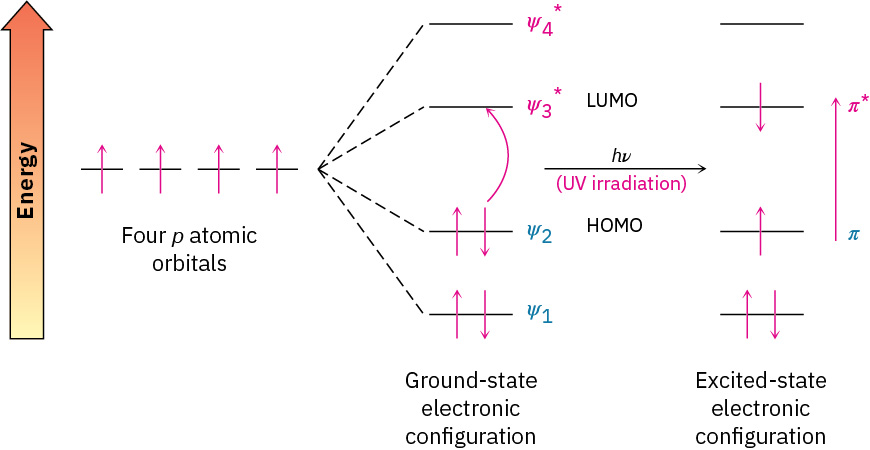 Energy
Four p atomic
orbitals
ψ4*
ψ3*
LUMO
π*
hν
(UV irradiation)
ψ2
HOMO
π
ψ1
Ground-state
electronic
configuration
Excited-state
electronic
configuration